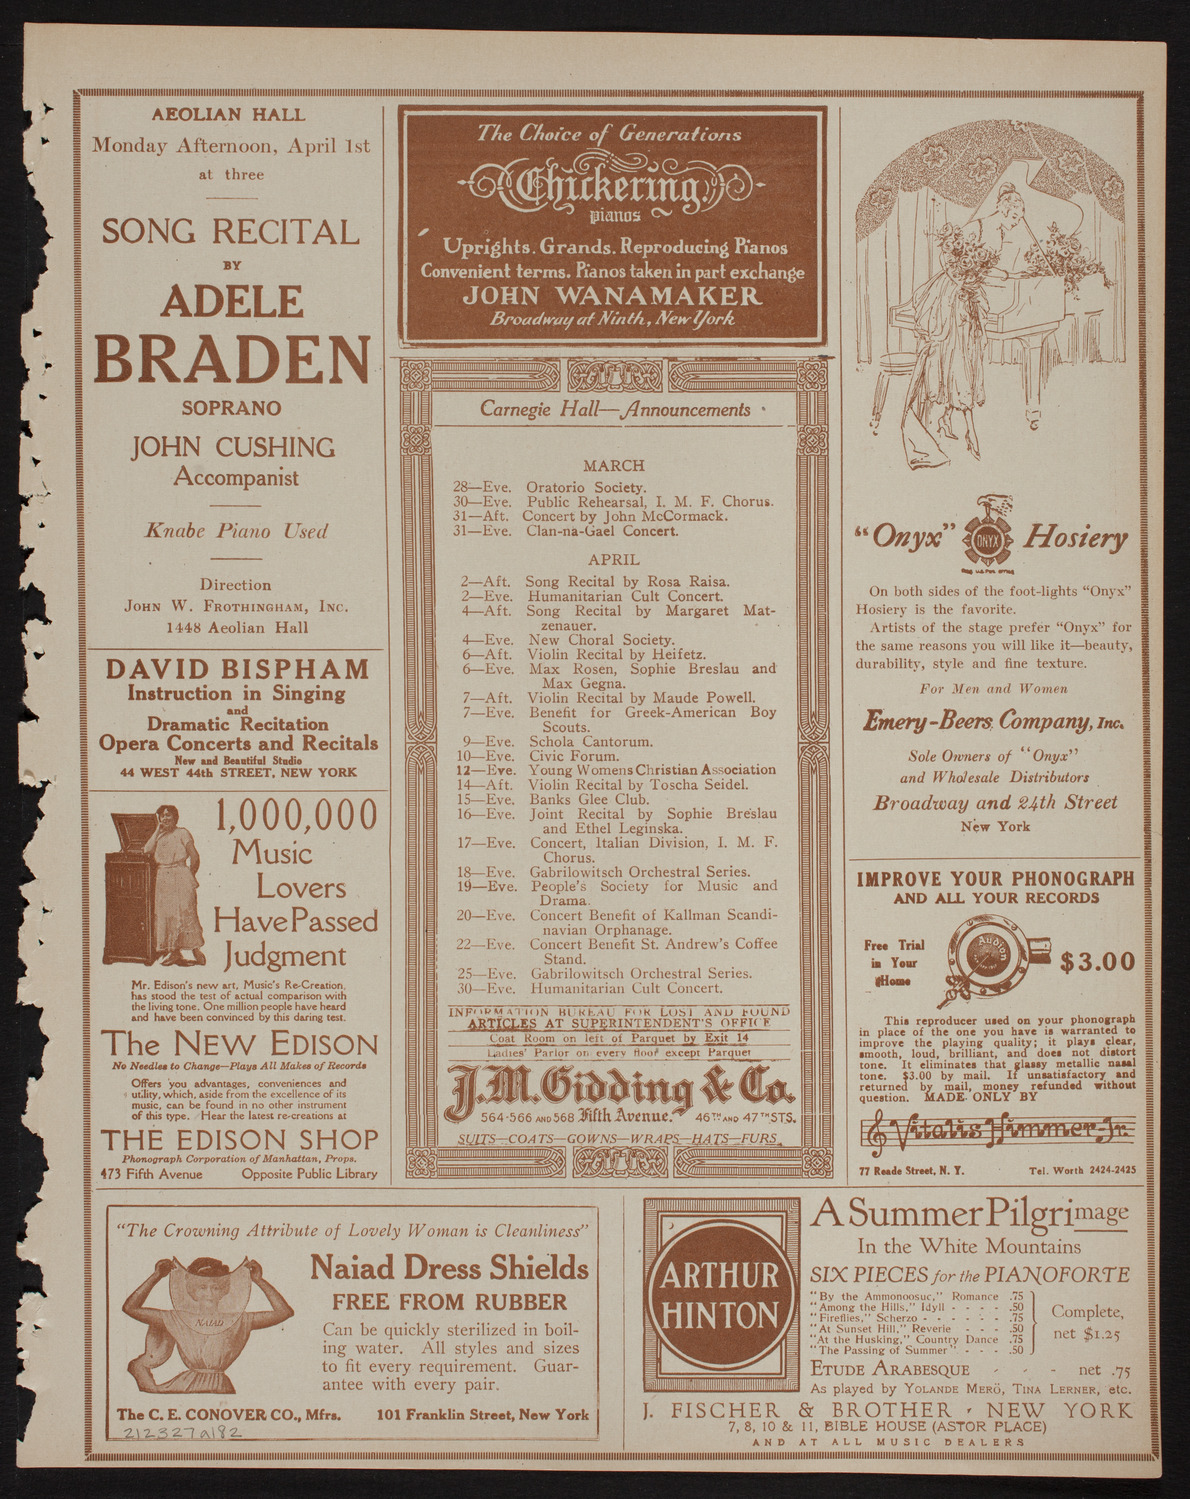 AEOLIAN HALL
Monday Afternoon, April 1st
at three
SONG RECITAL
BY
ADELE
BRADEN
SOPRANO
JOHN CUSHING
Accompanist
Knabe Piano Used
Direction
JOHN W. FROTHINGHAM, INC.
1448 Aeolian Hall
DAVID BISPHAM
Instruction in Singing
and
Dramatic Recitation
Opera Concerts and Recitals
New and Beautiful Studio
44 WEST 44th STREET, NEW YORK
1,000,000
Music
Lovers
Have Passed
Judgment
Mr. Edison's new art, Music's Re-Creation,
has stood the test of actual comparison with
the living tone. One million people have heard
and have been convinced by this daring test.
The NEW EDISON
No Needles to Change—Plays All Makes of Records
Offers you advantages, conveniences and
utility, which, aside from the excellence of its
music, can be found in no other instrument
of this type. Hear the latest re-creations at
THE EDISON SHOP
Phonograph Corporation of Manhattan, Props.
473 Fifth Avenue Opposite Public Library
The Choice of Generations
Chickering
pianos
Uprights. Grands. Reproducing Pianos
Convenient terms. Pianos taken in part exchange
JOHN WANAMAKER
Broadway at Ninth, New York
Carnegie Hall—Announcements
MARCH
28—Eve. Oratorio Society.
30—Eve. Public Rehearsal, I. M. F. Chorus.
31—Aft. Concert by John McCormack.
31—Eve. Clan-na-Gael Concert.
APRIL
2—Aft. Song Recital by Rosa Raisa.
2—Eve. Humanitarian Cult Concert.
4—Aft. Song Recital by Margaret Mat-
zenauer.
4—Eve. New Choral Society.
6—Aft. Violin Recital by Heifetz.
6—Eve. Max Rosen, Sophie Breslau and
Max Gegna.
7—Aft. Violin Recital by Maude Powell.
7—Eve. Benefit for Greek-American Boy
Scouts.
9—Eve. Schola Cantorum.
10—Eve. Civic Forum.
12—Eve. Young Womens Christian Association
14—Aft. Violin Recital by Toscha Seidel.
15—Eve. Banks Glee Club.
16—Eve. Joint Recital by Sophie Breslau
and Ethel Leginska.
17—Eve. Concert, Italian Division, I. M. F.
Chorus.
18—Eve. Gabrilowitsch Orchestral Series.
19—Eve. People's Society for Music and
Drama.
20—Eve. Concert Benefit of Kallman Scandi-
navian Orphanage.
22—Eve. Concert Benefit St. Andrew's Coffee
Stand.
25—Eve. Gabrilowitsch Orchestral Series.
30—Eve. Humanitarian Cult Concert.
INFORMATION BUREAU FOR LOST AND FOUND
ARTICLES AT SUPERINTENDENT'S OFFICE
Coat Room on left of Parquet by Exit 14
Ladies' Parlor on every floor except Parquet
J.M. Gidding & Co.
564-566 AND 568 Fifth Avenue. 46TH AND 47TH STS.
SUITS—COATS—GOWNS—WRAPS—HATS—FURS.
"Onyx" ONYX Hosiery
REG. U.S. PAT. OFFICE
On both sides of the foot-lights "Onyx"
Hosiery is the favorite.
Artists of the stage prefer "Onyx" for
the same reasons you will like it—beauty,
durability, style and fine texture.
For Men and Women
Emery-Beers Company, Inc.
Sole Owners of "Onyx"
and Wholesale Distributors
Broadway and 24th Street
New York
IMPROVE YOUR PHONOGRAPH
AND ALL YOUR RECORDS
Free Trial
in Your
Home
Audion
$3.00
This reproducer used on your phonograph
in place of the one you have is warranted to
improve the playing quality; it plays clear,
smooth, loud, brilliant, and does not distort
tone. It eliminates that glassy metallic nasal
tone. $3.00 by mail. If unsatisfactory and
returned by mail, money refunded without
question. MADE ONLY BY
Vitalis Himmer-Jr.
77 Reade Street, N. Y. Tel. Worth 2424-2425
"The Crowning Attribute of Lovely Woman is Cleanliness"
NAIAD
Naiad Dress Shields
FREE FROM RUBBER
Can be quickly sterilized in boil-
ing water. All styles and sizes
to fit every requirement. Guar-
antee with every pair.
The C. E. CONOVER CO., Mfrs. 101 Franklin Street, New York
212327a182
ARTHUR
HINTON
A Summer Pilgrimage
In the White Mountains
SIX PIECES for the PIANOFORTE
"By the Ammonoosuc," Romance .75
"Among the Hills," Idyll - - - - .50
"Fireflies," Scherzo - - - - - - .75
"At Sunset Hill," Reverie - - - .50
"At the Husking," Country Dance .75
"The Passing of Summer" - - - .50
Complete,
net $1.25
ETUDE ARABESQUE - - - net .75
As played by YOLANDE MERÖ, TINA LERNER, etc.
J. FISCHER & BROTHER - NEW YORK
7, 8, 10 & 11, BIBLE HOUSE (ASTOR PLACE)
AND AT ALL MUSIC DEALERS